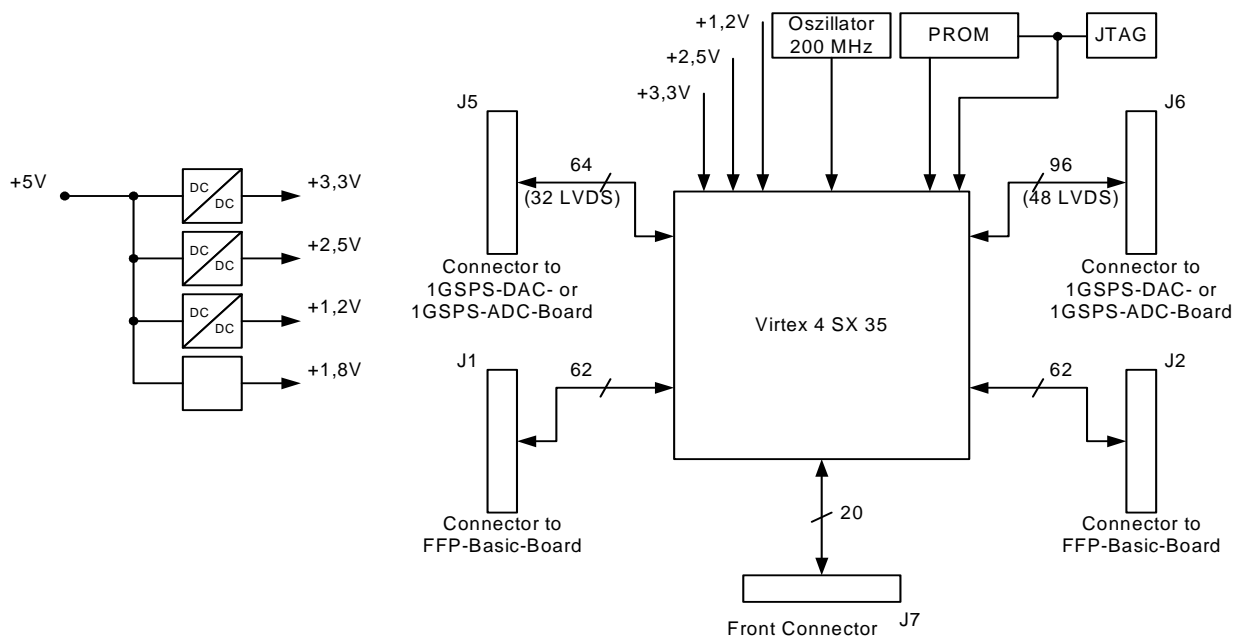 +5V
DC
DC
+3,3V
DC
DC
+2,5V
DC
DC
+1,2V
+1,8V
+1,2V
+2,5V
+3,3V
Oszillator
200 MHz
PROM
JTAG
J5
64
(32 LVDS)
Connector to
1GSPS-DAC- or
1GSPS-ADC-Board
J6
96
(48 LVDS)
Connector to
1GSPS-DAC- or
1GSPS-ADC-Board
Virtex 4 SX 35
J1
62
Connector to
FFP-Basic-Board
J2
62
Connector to
FFP-Basic-Board
20
J7
Front Connector